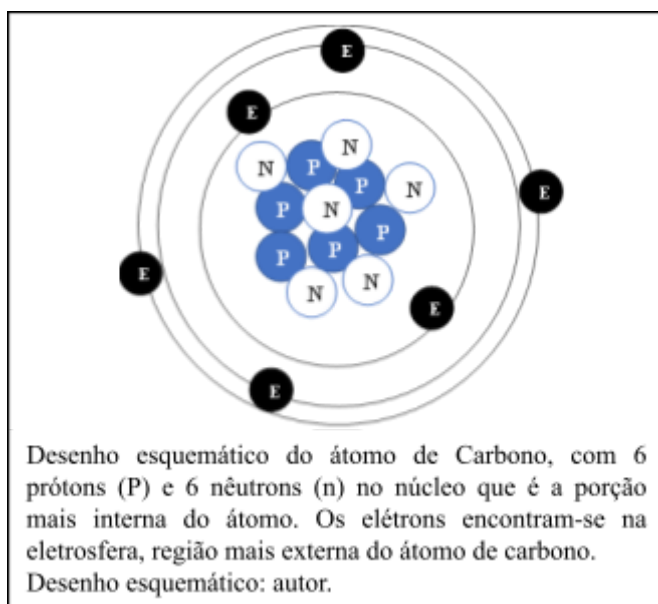 E
E
N
P
N
P
N
E
P
N
P
P
P
E
N
N
E
E
Desenho esquemático do átomo de Carbono, com 6
prótons (P) e 6 nêutrons (n) no núcleo que é a porção
mais interna do átomo. Os elétrons encontram-se na
eletrosfera, região mais externa do átomo de carbono.
Desenho esquemático: autor.